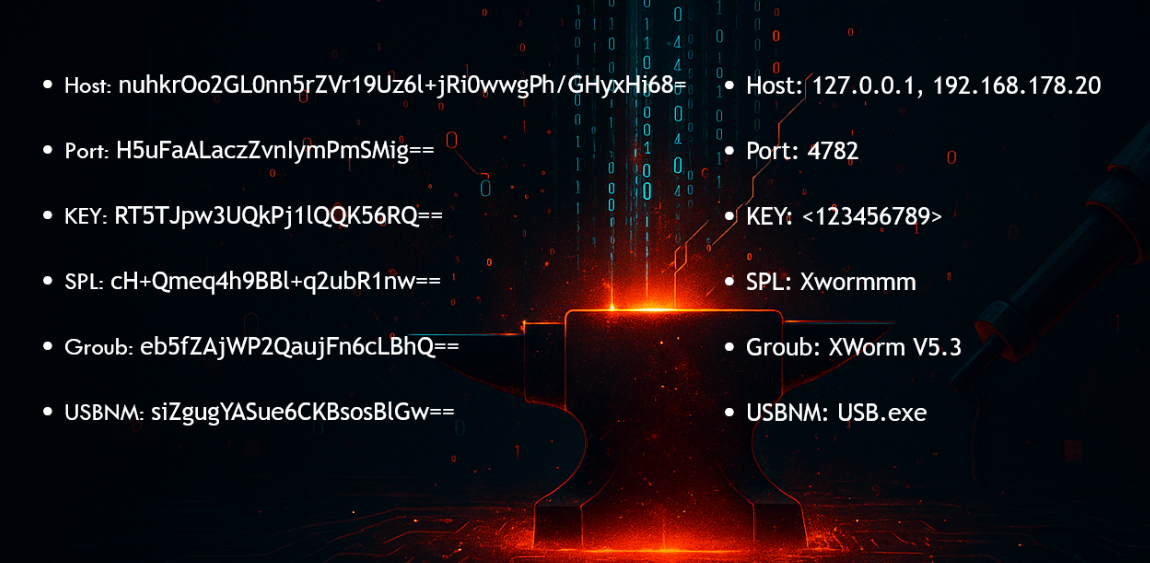 • Host: nuhkrOo2GL0nn5rZVr19Uz6l+jRi0wwgPh/GHyxHi68=
• Port: H5uFaALaczZvnIymPmSMig==
• KEY: RT5TJpw3UQkPj1lQQK56RQ==
• SPL: cH+Qmeq4h9BBl+q2ubR1nw==
• Groub: eb5fZAjWP2QaujFn6cLBhQ==
• USBNM: siZgugYASue6CKBsosBlGw==
• Host: 127.0.0.1, 192.168.178.20
• Port: 4782
• KEY: <123456789>
• SPL: Xwormmm
• Groub: XWorm V5.3
• USBNM: USB.exe